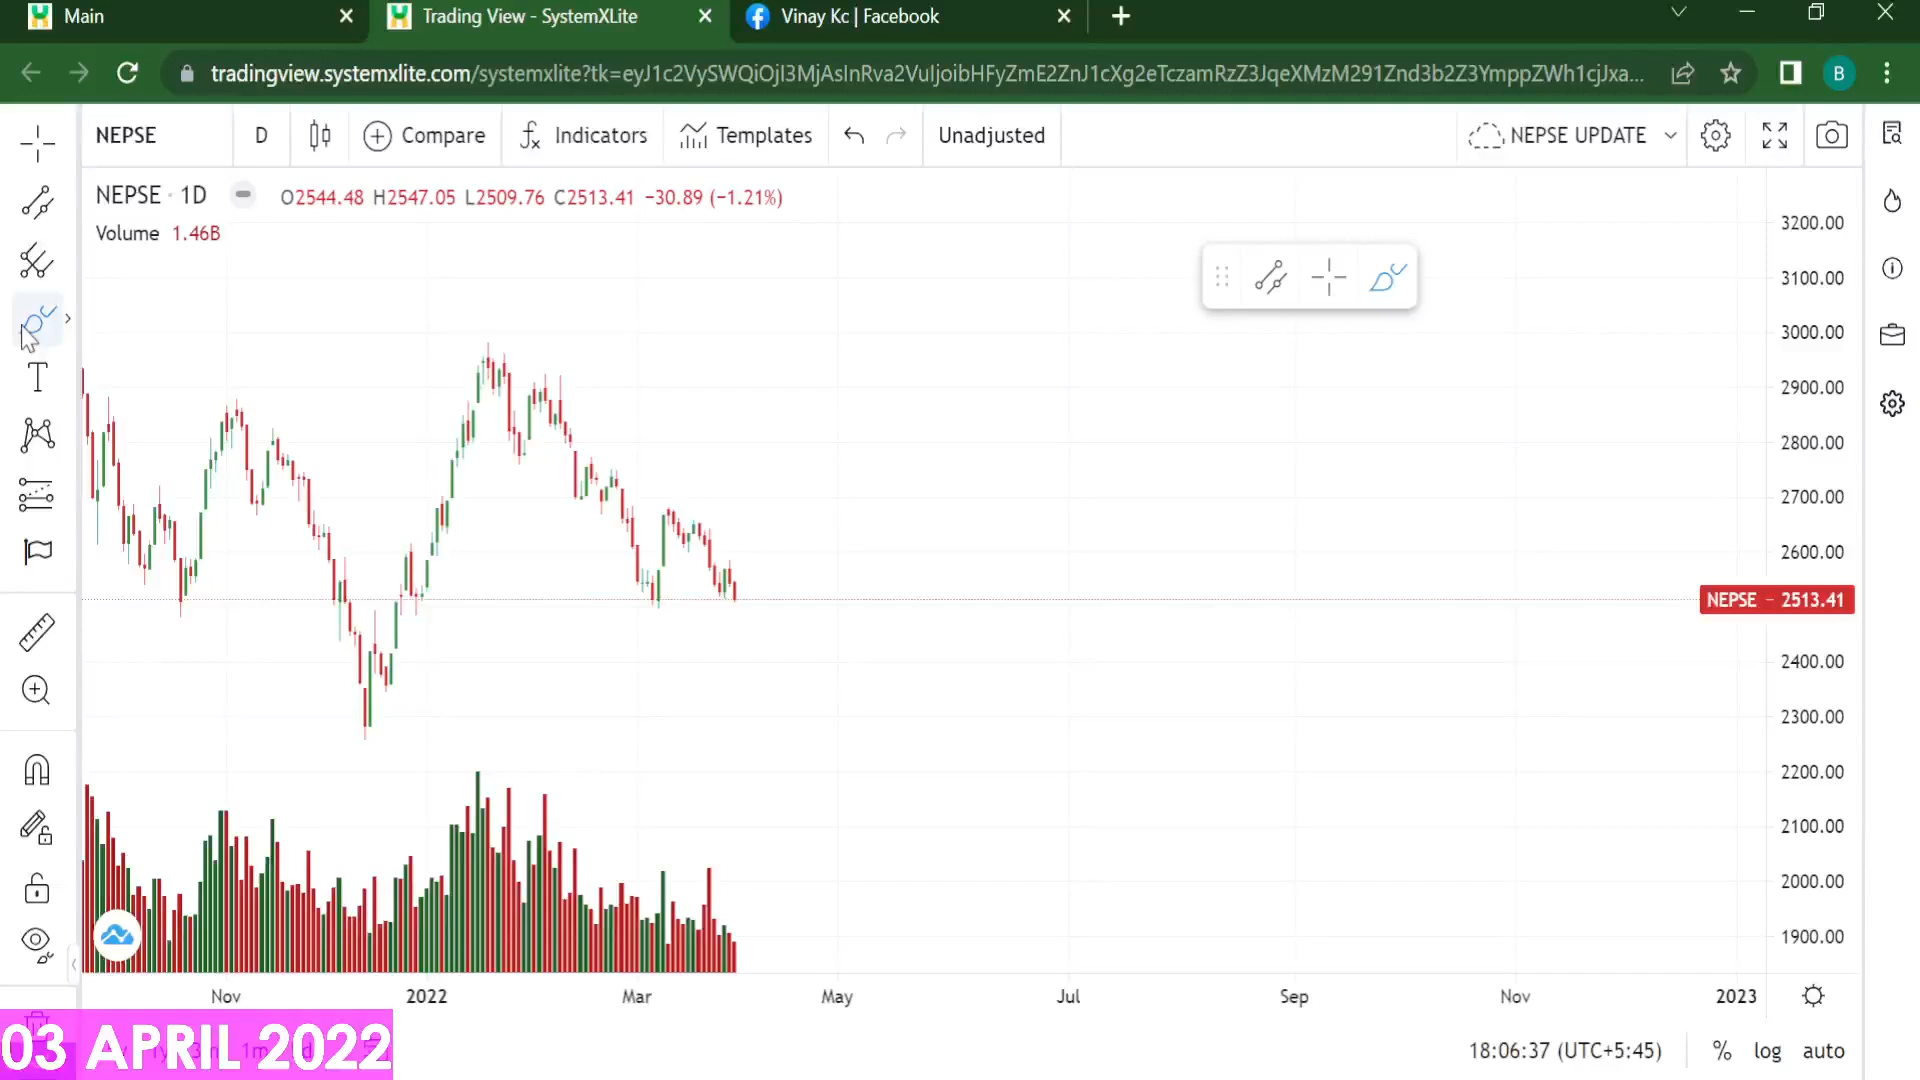 Main
Trading View - SystemXLite
Vinay Kc | Facebook
tradingview.systemxlite.com/systemxlite?tk=eyJ1c2VySWQiOjI3MjAsInRva2VuIjoibHFyZmE2ZnJ1cXg2eTczamRzZ3JqeXMzM291Znd3b2Z3YmppZWh1cjJxa...
B
NEPSE
D
Compare
Indicators
Templates
Unadjusted
NEPSE UPDATE
NEPSE · 1D
O2544.48 H2547.05 L2509.76 C2513.41 −30.89 (−1.21%)
Volume 1.46B
3200.00
3100.00
3000.00
2900.00
2800.00
2700.00
2600.00
NEPSE − 2513.41
2400.00
2300.00
2200.00
2100.00
2000.00
1900.00
Nov
2022
Mar
May
Jul
Sep
Nov
2023
03 APRIL 2022
18:06:37 (UTC+5:45)
%
log
auto